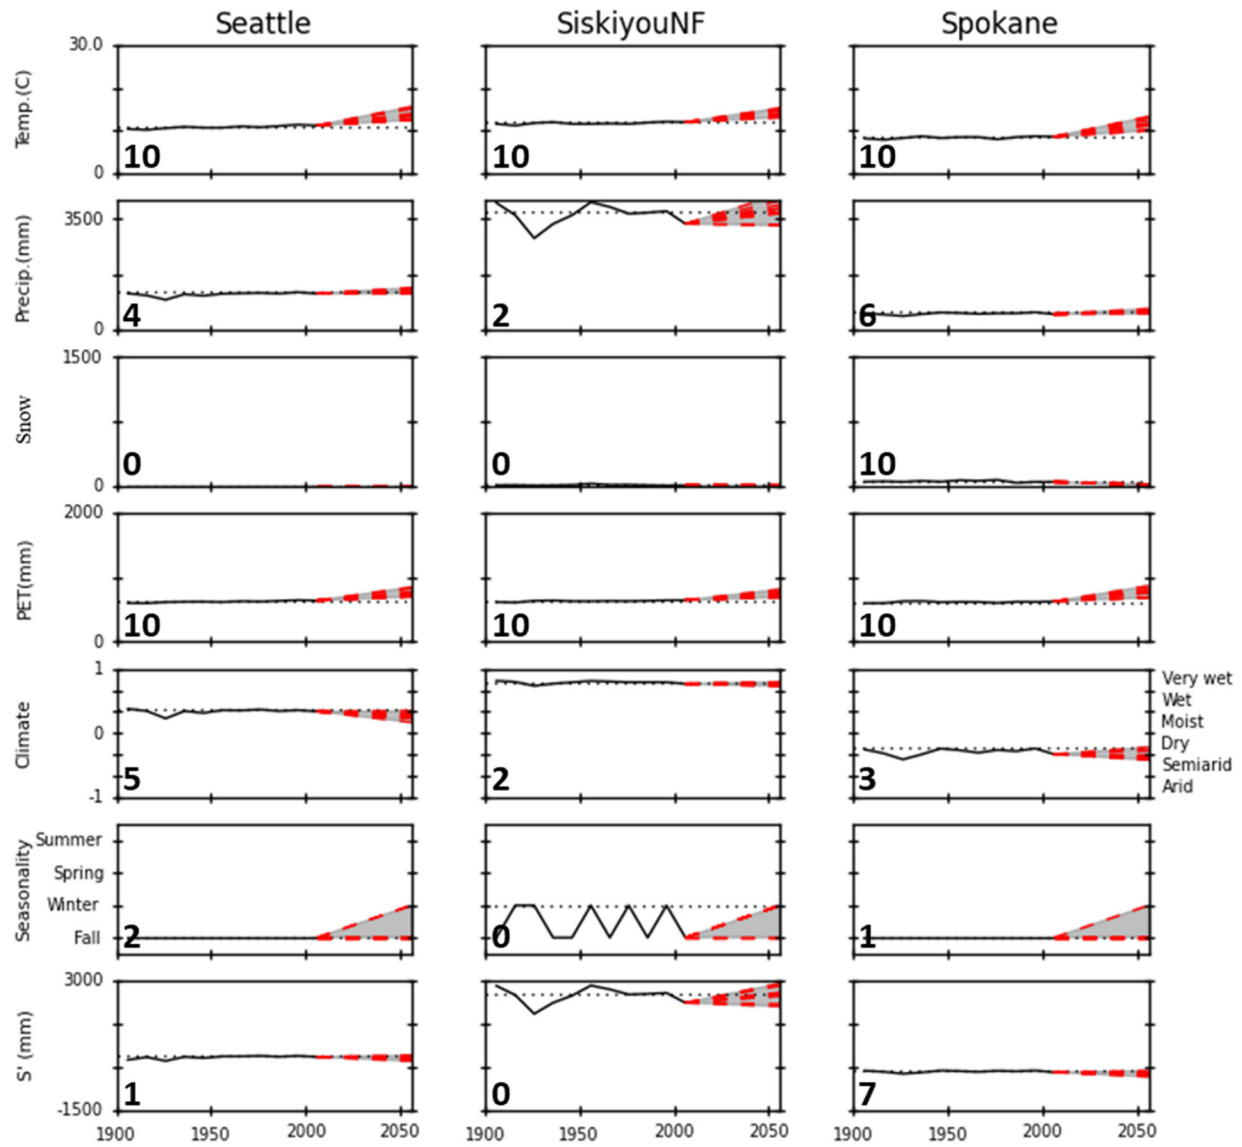 Seattle SiskiyouNF Spokane
30.0
Temp.(C)
0
10 10 10
3500
Precip.(mm)
0
4 2 6
1500
Snow
0
0 0 10
2000
PET(mm)
0
10 10 10
1
Climate
0
-1
5 2 3
Very wet
Wet
Moist
Dry
Semiarid
Arid
Seasonality
Summer
Spring
Winter
Fall
2 0 1
3000
S' (mm)
-1500
1 0 7
1900 1950 2000 2050 1900 1950 2000 2050 1900 1950 2000 2050